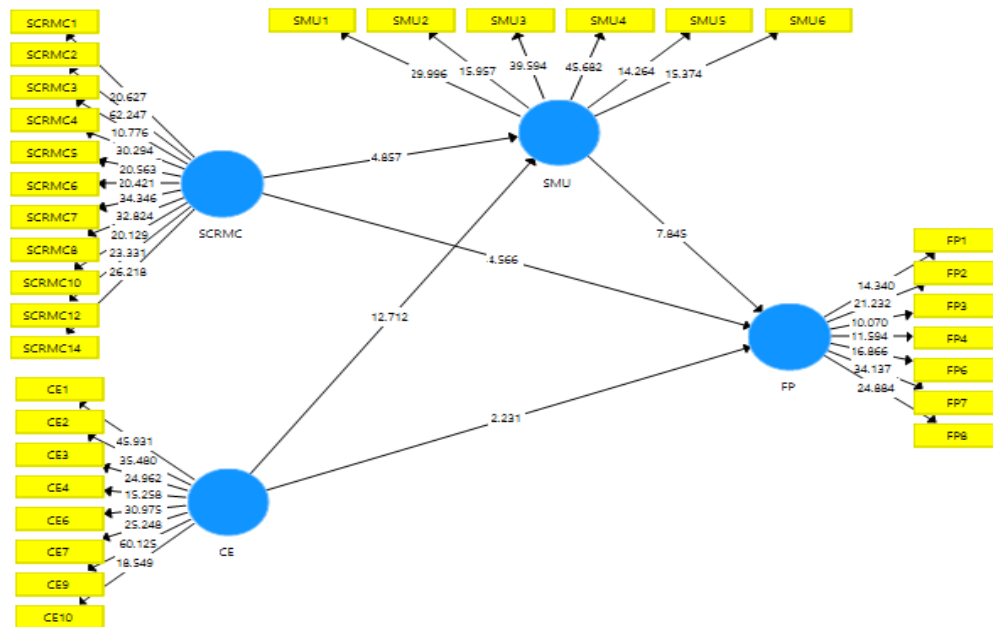 SCRMC1
SCRMC2
SCRMC3
SCRMC4
SCRMC5
SCRMC6
SCRMC7
SCRMC8
SCRMC10
SCRMC12
SCRMC14
20.627
62.247
10.776
30.294
20.563
20.421
34.346
32.824
20.129
23.331
26.218
SCRMC
SMU1
SMU2
SMU3
SMU4
SMU5
SMU6
29.996
15.957
39.594
45.682
14.264
15.374
SMU
4.857
4.566
12.712
7.845
2.231
CE1
CE2
CE3
CE4
CE6
CE7
CE9
CE10
45.931
35.480
24.962
15.258
30.975
25.248
60.125
18.549
CE
FP1
FP2
FP3
FP4
FP6
FP7
FP8
14.340
21.232
10.070
11.594
16.866
34.137
24.884
FP